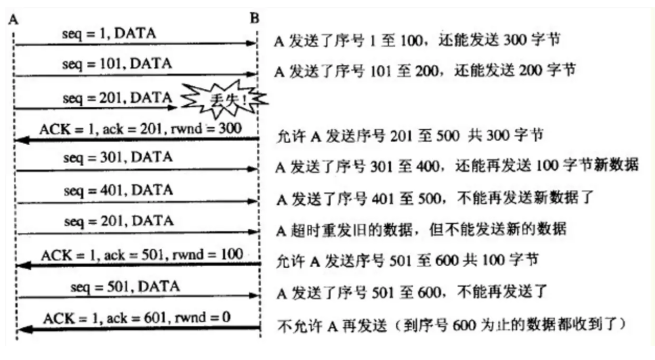 A B
seq = 1, DATA A 发送了序号 1 至 100，还能发送 300 字节
seq = 101, DATA A 发送了序号 101 至 200，还能发送 200 字节
seq = 201, DATA 丢失！
ACK = 1, ack = 201, rwnd = 300 允许 A 发送序号 201 至 500 共 300 字节
seq = 301, DATA A 发送了序号 301 至 400，还能再发送 100 字节新数据
seq = 401, DATA A 发送了序号 401 至 500，不能再发送新数据了
seq = 201, DATA A 超时重发旧的数据，但不能发送新的数据
ACK = 1, ack = 501, rwnd = 100 允许 A 发送序号 501 至 600 共 100 字节
seq = 501, DATA A 发送了序号 501 至 600，不能再发送了
ACK = 1, ack = 601, rwnd = 0 不允许 A 再发送（到序号 600 为止的数据都收到了）